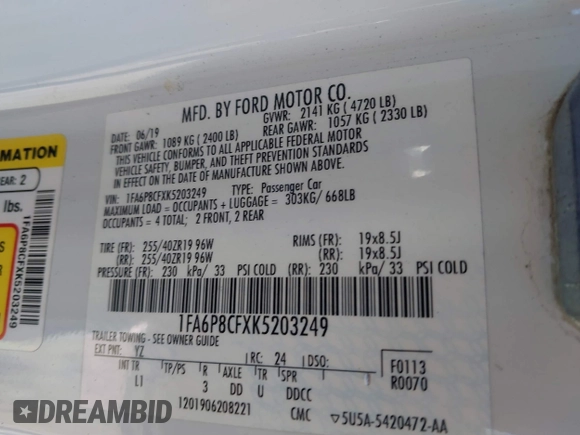 MFD. BY FORD MOTOR CO.
DATE: 06/19
GVWR: 2141 KG ( 4720 LB)
FRONT GAWR: 1089 KG ( 2400 LB)
REAR GAWR: 1057 KG ( 2330 LB)
THIS VEHICLE CONFORMS TO ALL APPLICABLE FEDERAL MOTOR
VEHICLE SAFETY, BUMPER, AND THEFT PREVENTION STANDARDS
IN EFFECT ON THE DATE OF MANUFACTURE SHOWN ABOVE.
VIN: 1FA6P8CFXK5203249 TYPE: Passenger Car
MAXIMUM LOAD = OCCUPANTS + LUGGAGE = 303KG/ 668LB
OCCUPANTS = 4 TOTAL; 2 FRONT, 2 REAR
TIRE (FR): 255/40ZR19 96W RIMS (FR): 19x8.5J
(RR): 255/40ZR19 96W (RR): 19x8.5J
PRESSURE (FR): 230 kPa/ 33 PSI COLD (RR): 230 kPa/ 33 PSI COLD
1FA6P8CFXK5203249
TRAILER TOWING - SEE OWNER GUIDE
EXT PNT: YZ RC: 24 DSO: F0113
INT TR TP/PS R AXLE TR SPR R0070
LI 3 DD U DDCC
1201906208221 CMC ▽5U5A-5420472-AA
RMATION
EAR: 2
lbs.
1FA6P8CFXK5203249
DREAMBID